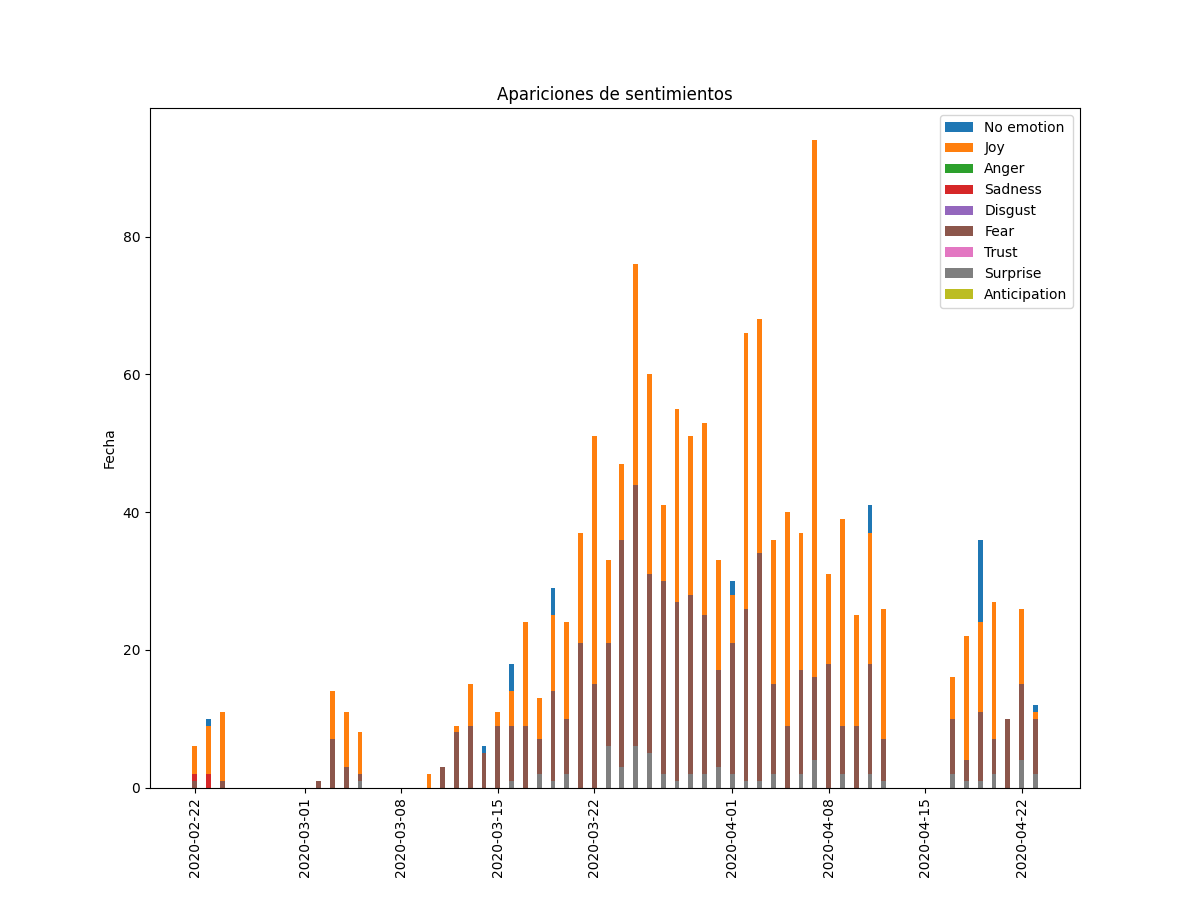 Apariciones de sentimientos
No emotion
Joy
Anger
Sadness
Disgust
Fear
Trust
Surprise
Anticipation
Fecha
80
60
40
20
0
2020-02-22
2020-03-01
2020-03-08
2020-03-15
2020-03-22
2020-04-01
2020-04-08
2020-04-15
2020-04-22